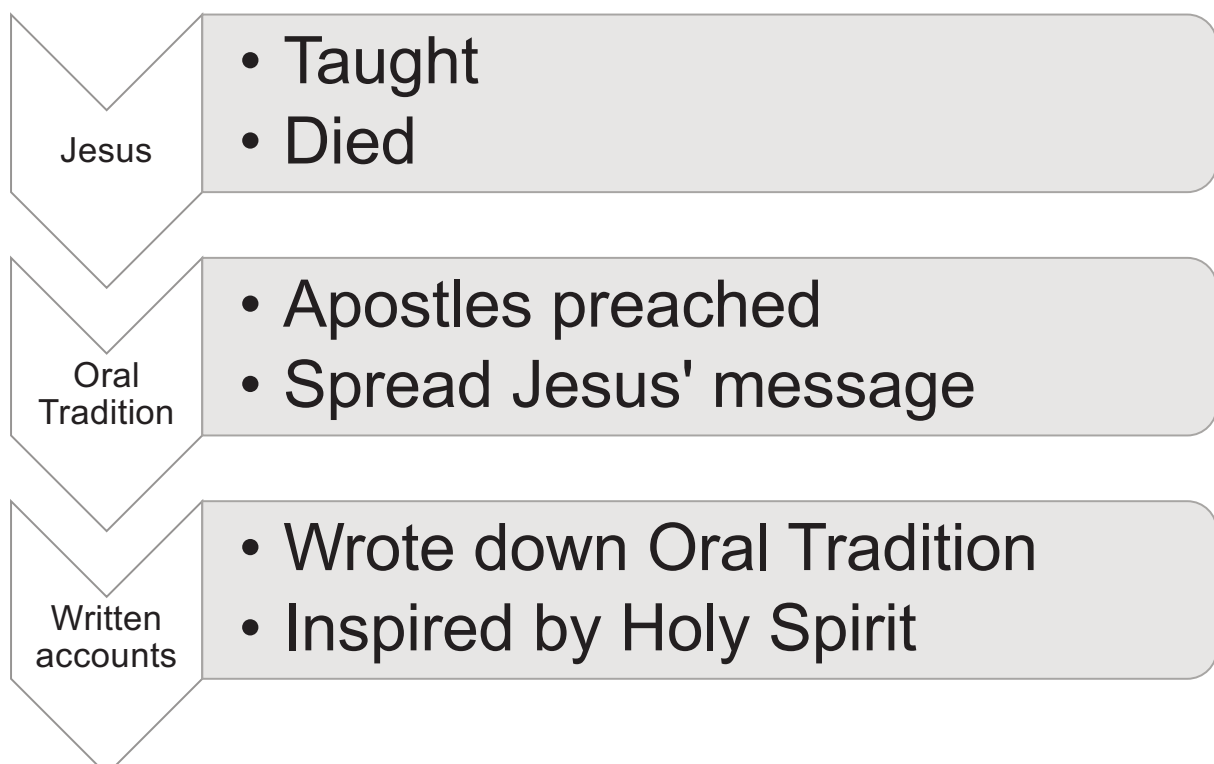 Jesus
• Taught
• Died
Oral
Tradition
• Apostles preached
• Spread Jesus' message
Written
accounts
• Wrote down Oral Tradition
• Inspired by Holy Spirit